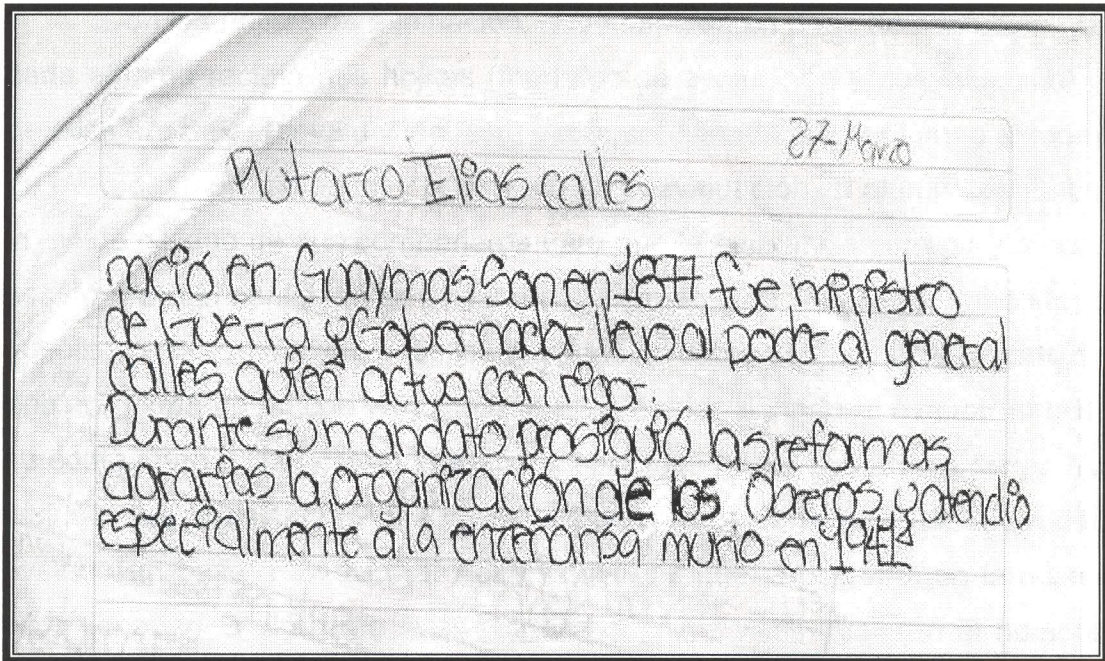 27-Marzo
Plutarco Ilias calles
nació en Guaymas Son en 1877 fue ministro
de Guerra y Gobernador llevo al poder al general
calles quien actua con rigor.
Durante su mandato prosiguió las reformas
agrarias la organización de los Obreros y atendio
especialmente a la enceñansa murio en